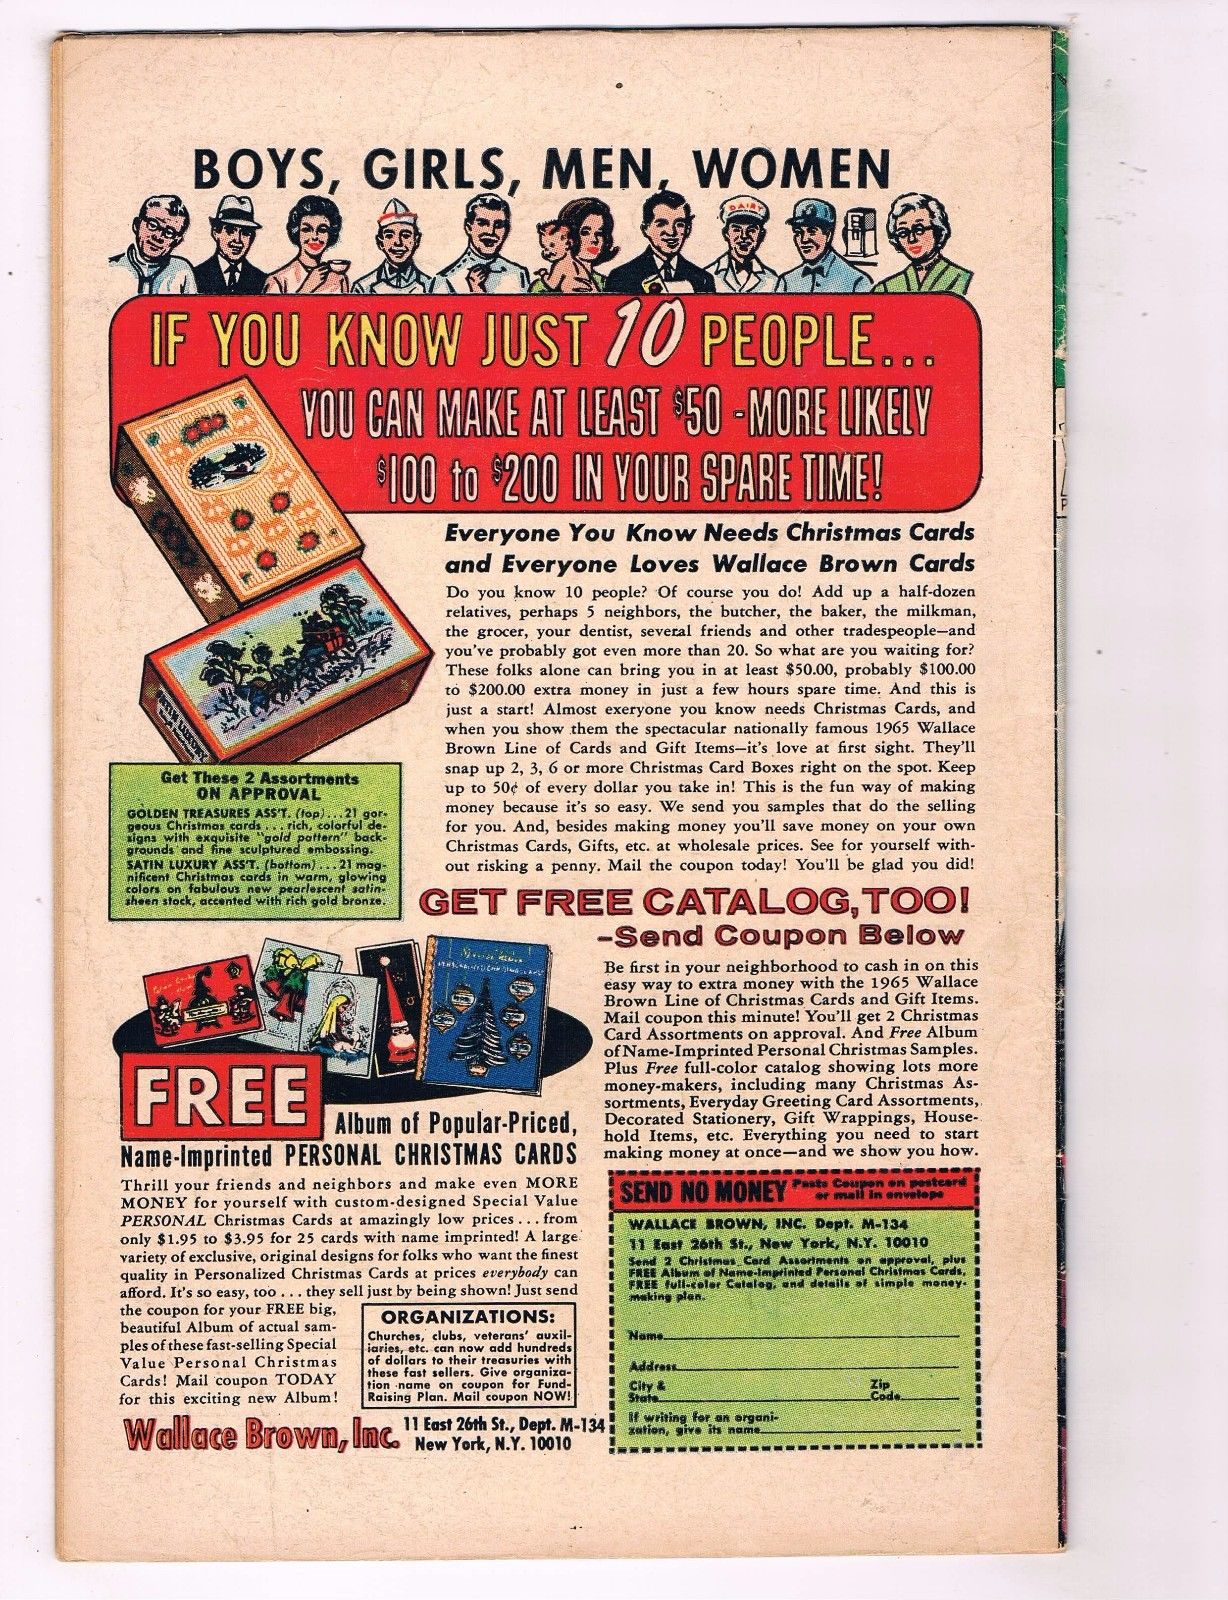 BOYS, GIRLS, MEN, WOMEN
DAIRY
IF YOU KNOW JUST 10 PEOPLE...
YOU CAN MAKE AT LEAST $50 - MORE LIKELY
$100 to $200 IN YOUR SPARE TIME!
Everyone You Know Needs Christmas Cards
and Everyone Loves Wallace Brown Cards
Do you know 10 people? Of course you do! Add up a half-dozen
relatives, perhaps 5 neighbors, the butcher, the baker, the milkman,
the grocer, your dentist, several friends and other tradespeople—and
you've probably got even more than 20. So what are you waiting for?
These folks alone can bring you in at least $50.00, probably $100.00
to $200.00 extra money in just a few hours spare time. And this is
just a start! Almost exeryone you know needs Christmas Cards, and
when you show them the spectacular nationally famous 1965 Wallace
Brown Line of Cards and Gift Items—it's love at first sight. They'll
snap up 2, 3, 6 or more Christmas Card Boxes right on the spot. Keep
up to 50¢ of every dollar you take in! This is the fun way of making
money because it's so easy. We send you samples that do the selling
for you. And, besides making money you'll save money on your own
Christmas Cards, Gifts, etc. at wholesale prices. See for yourself with-
out risking a penny. Mail the coupon today! You'll be glad you did!
SATIN LUXURY
Get These 2 Assortments
ON APPROVAL
GOLDEN TREASURES ASS'T. (top)...21 gor-
geous Christmas cards...rich, colorful de-
signs with exquisite "gold pattern" back-
grounds and fine sculptured embossing.
SATIN LUXURY ASS'T. (bottom)...21 mag-
nificent Christmas cards in warm, glowing
colors on fabulous new pearlescent satin-
sheen stock, accented with rich gold bronze.
GET FREE CATALOG, TOO!
-Send Coupon Below
Be first in your neighborhood to cash in on this
easy way to extra money with the 1965 Wallace
Brown Line of Christmas Cards and Gift Items.
Mail coupon this minute! You'll get 2 Christmas
Card Assortments on approval. And Free Album
of Name-Imprinted Personal Christmas Samples.
Plus Free full-color catalog showing lots more
money-makers, including many Christmas As-
sortments, Everyday Greeting Card Assortments,
Decorated Stationery, Gift Wrappings, House-
hold Items, etc. Everything you need to start
making money at once—and we show you how.
FREE
Album of Popular-Priced,
Name-Imprinted PERSONAL CHRISTMAS CARDS
Thrill your friends and neighbors and make even MORE
MONEY for yourself with custom-designed Special Value
PERSONAL Christmas Cards at amazingly low prices...from
only $1.95 to $3.95 for 25 cards with name imprinted! A large
variety of exclusive, original designs for folks who want the finest
quality in Personalized Christmas Cards at prices everybody can
afford. It's so easy, too...they sell just by being shown! Just send
the coupon for your FREE big,
beautiful Album of actual sam-
ples of these fast-selling Special
Value Personal Christmas
Cards! Mail coupon TODAY
for this exciting new Album!
ORGANIZATIONS:
Churches, clubs, veterans' auxil-
iaries, etc. can now add hundreds
of dollars to their treasuries with
these fast sellers. Give organiza-
tion name on coupon for Fund-
Raising Plan. Mail coupon NOW!
Wallace Brown, Inc. 11 East 26th St., Dept. M-134
New York, N.Y. 10010
SEND NO MONEY Paste Coupon on postcard
or mail in envelope
WALLACE BROWN, INC. Dept. M-134
11 East 26th St., New York, N.Y. 10010
Send 2 Christmas Card Assortments on approval, plus
FREE Album of Name-Imprinted Personal Christmas Cards,
FREE full-color Catalog, and details of simple money-
making plan.
Name
Address
City & Zip
State Code
If writing for an organi-
zation, give its name